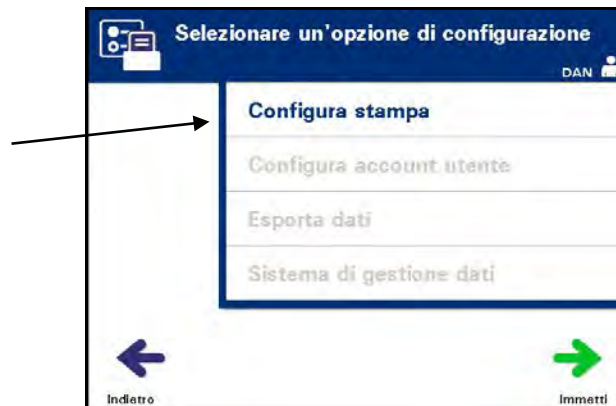 Selezionare un'opzione di configurazione
DAN
Configura stampa
Configura account utente
Esporta dati
Sistema di gestione dati
Indietro
Immetti